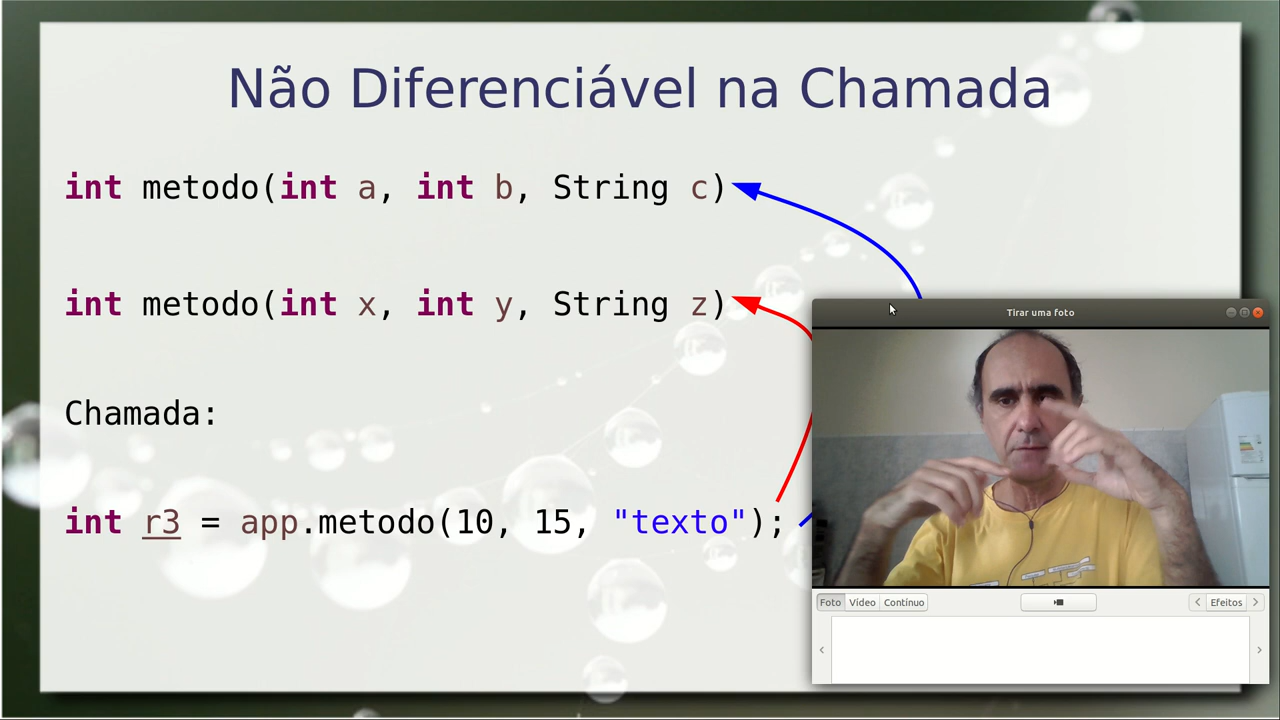 Não Diferenciável na Chamada
int metodo(int a, int b, String c)
int metodo(int x, int y, String z)
Chamada:
int r3 = app.metodo(10, 15, "texto");
Tirar uma foto
Foto Vídeo Contínuo
Efeitos